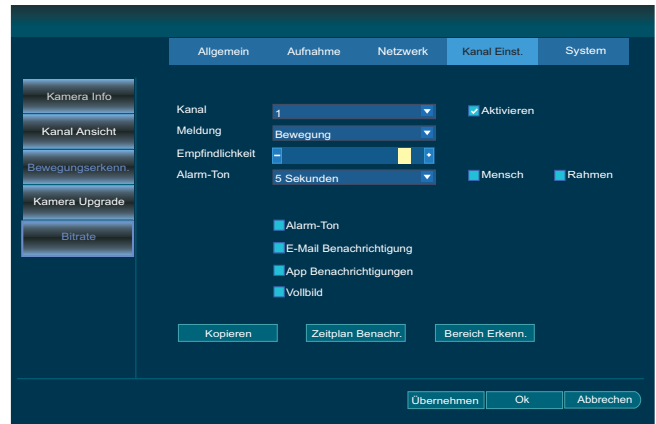 Allgemein Aufnahme Netzwerk Kanal Einst. System
Kamera Info
Kanal Ansicht
Bewegungserkenn.
Kamera Upgrade
Bitrate
Kanal 1 Aktivieren
Meldung Bewegung
Empfindlichkeit - +
Alarm-Ton 5 Sekunden Mensch Rahmen
Alarm-Ton
E-Mail Benachrichtigung
App Benachrichtigungen
Vollbild
Kopieren Zeitplan Benachr. Bereich Erkenn.
Übernehmen Ok Abbrechen